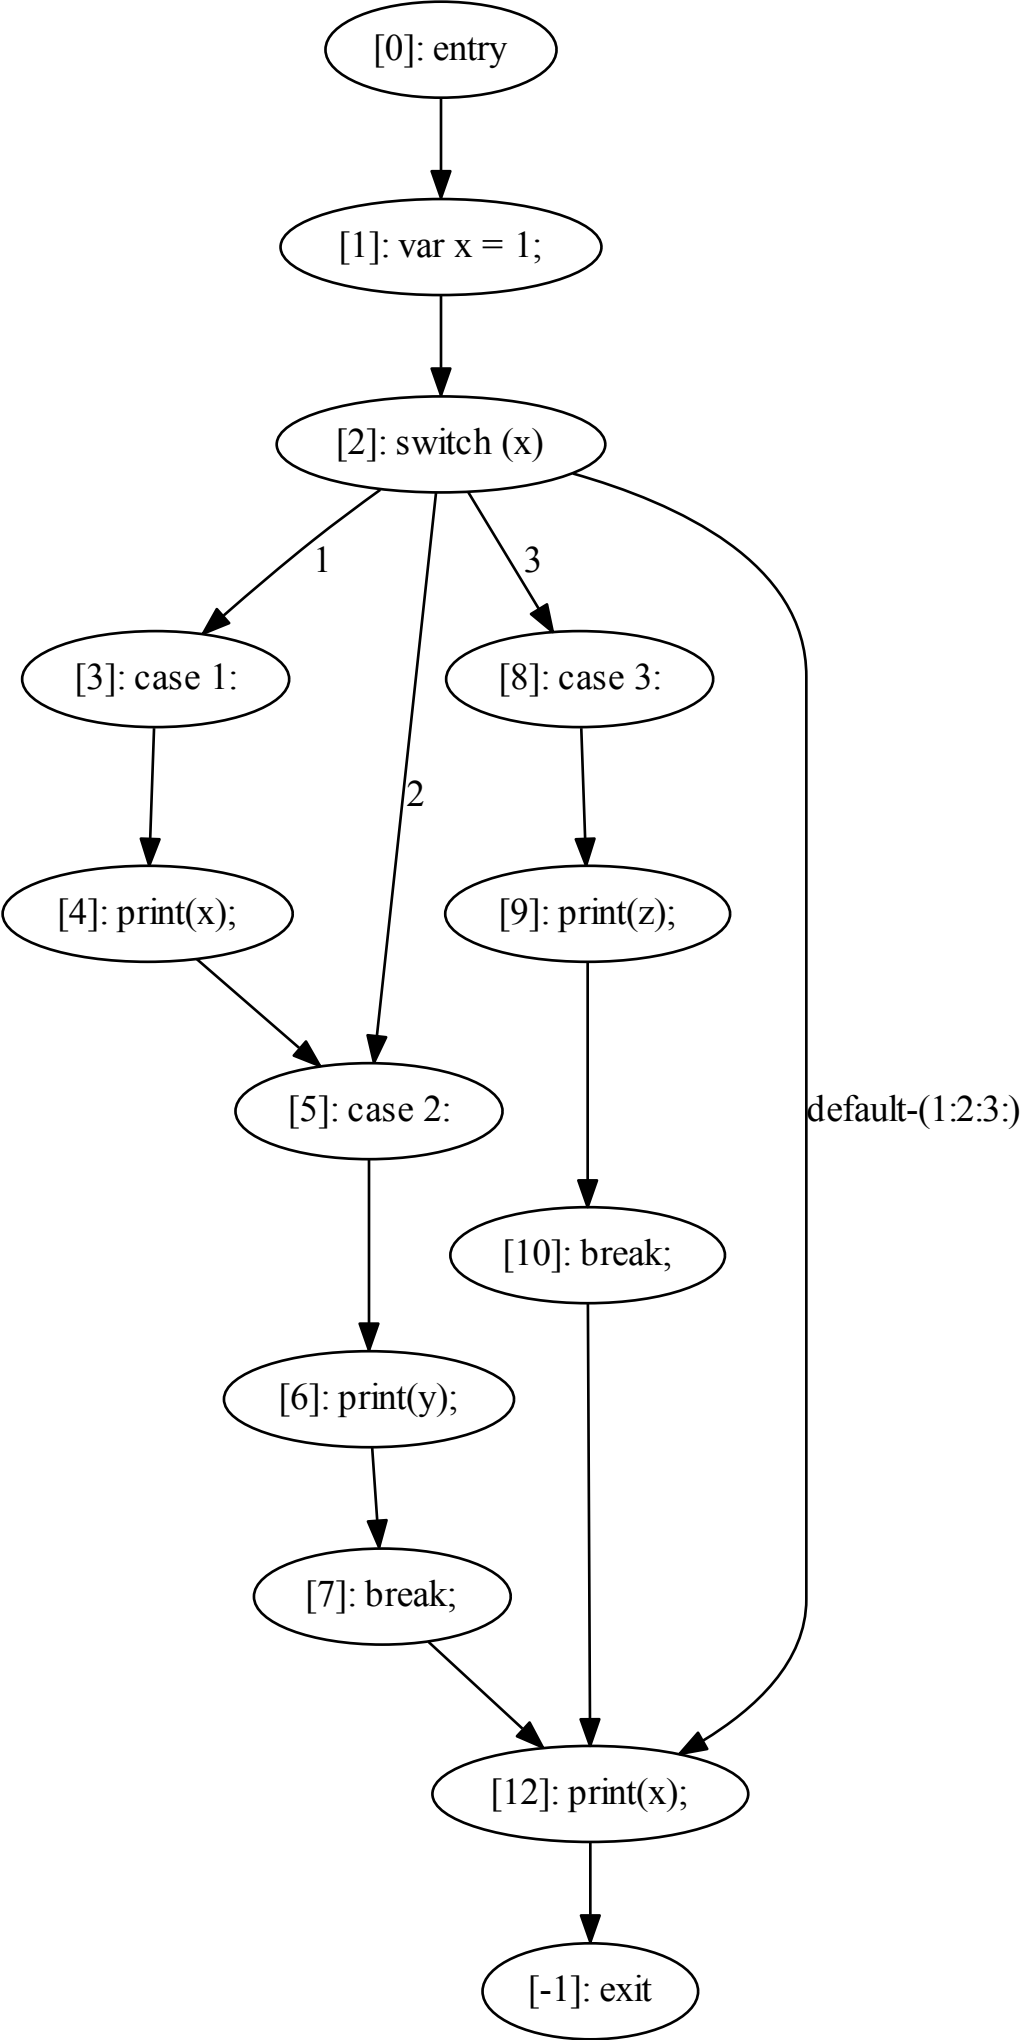 [0]: entry
[1]: var x = 1;
[2]: switch (x)
1
3
[3]: case 1:
[8]: case 3:
2
[4]: print(x);
[9]: print(z);
[5]: case 2:
default-(1:2:3:)
[10]: break;
[6]: print(y);
[7]: break;
[12]: print(x);
[-1]: exit